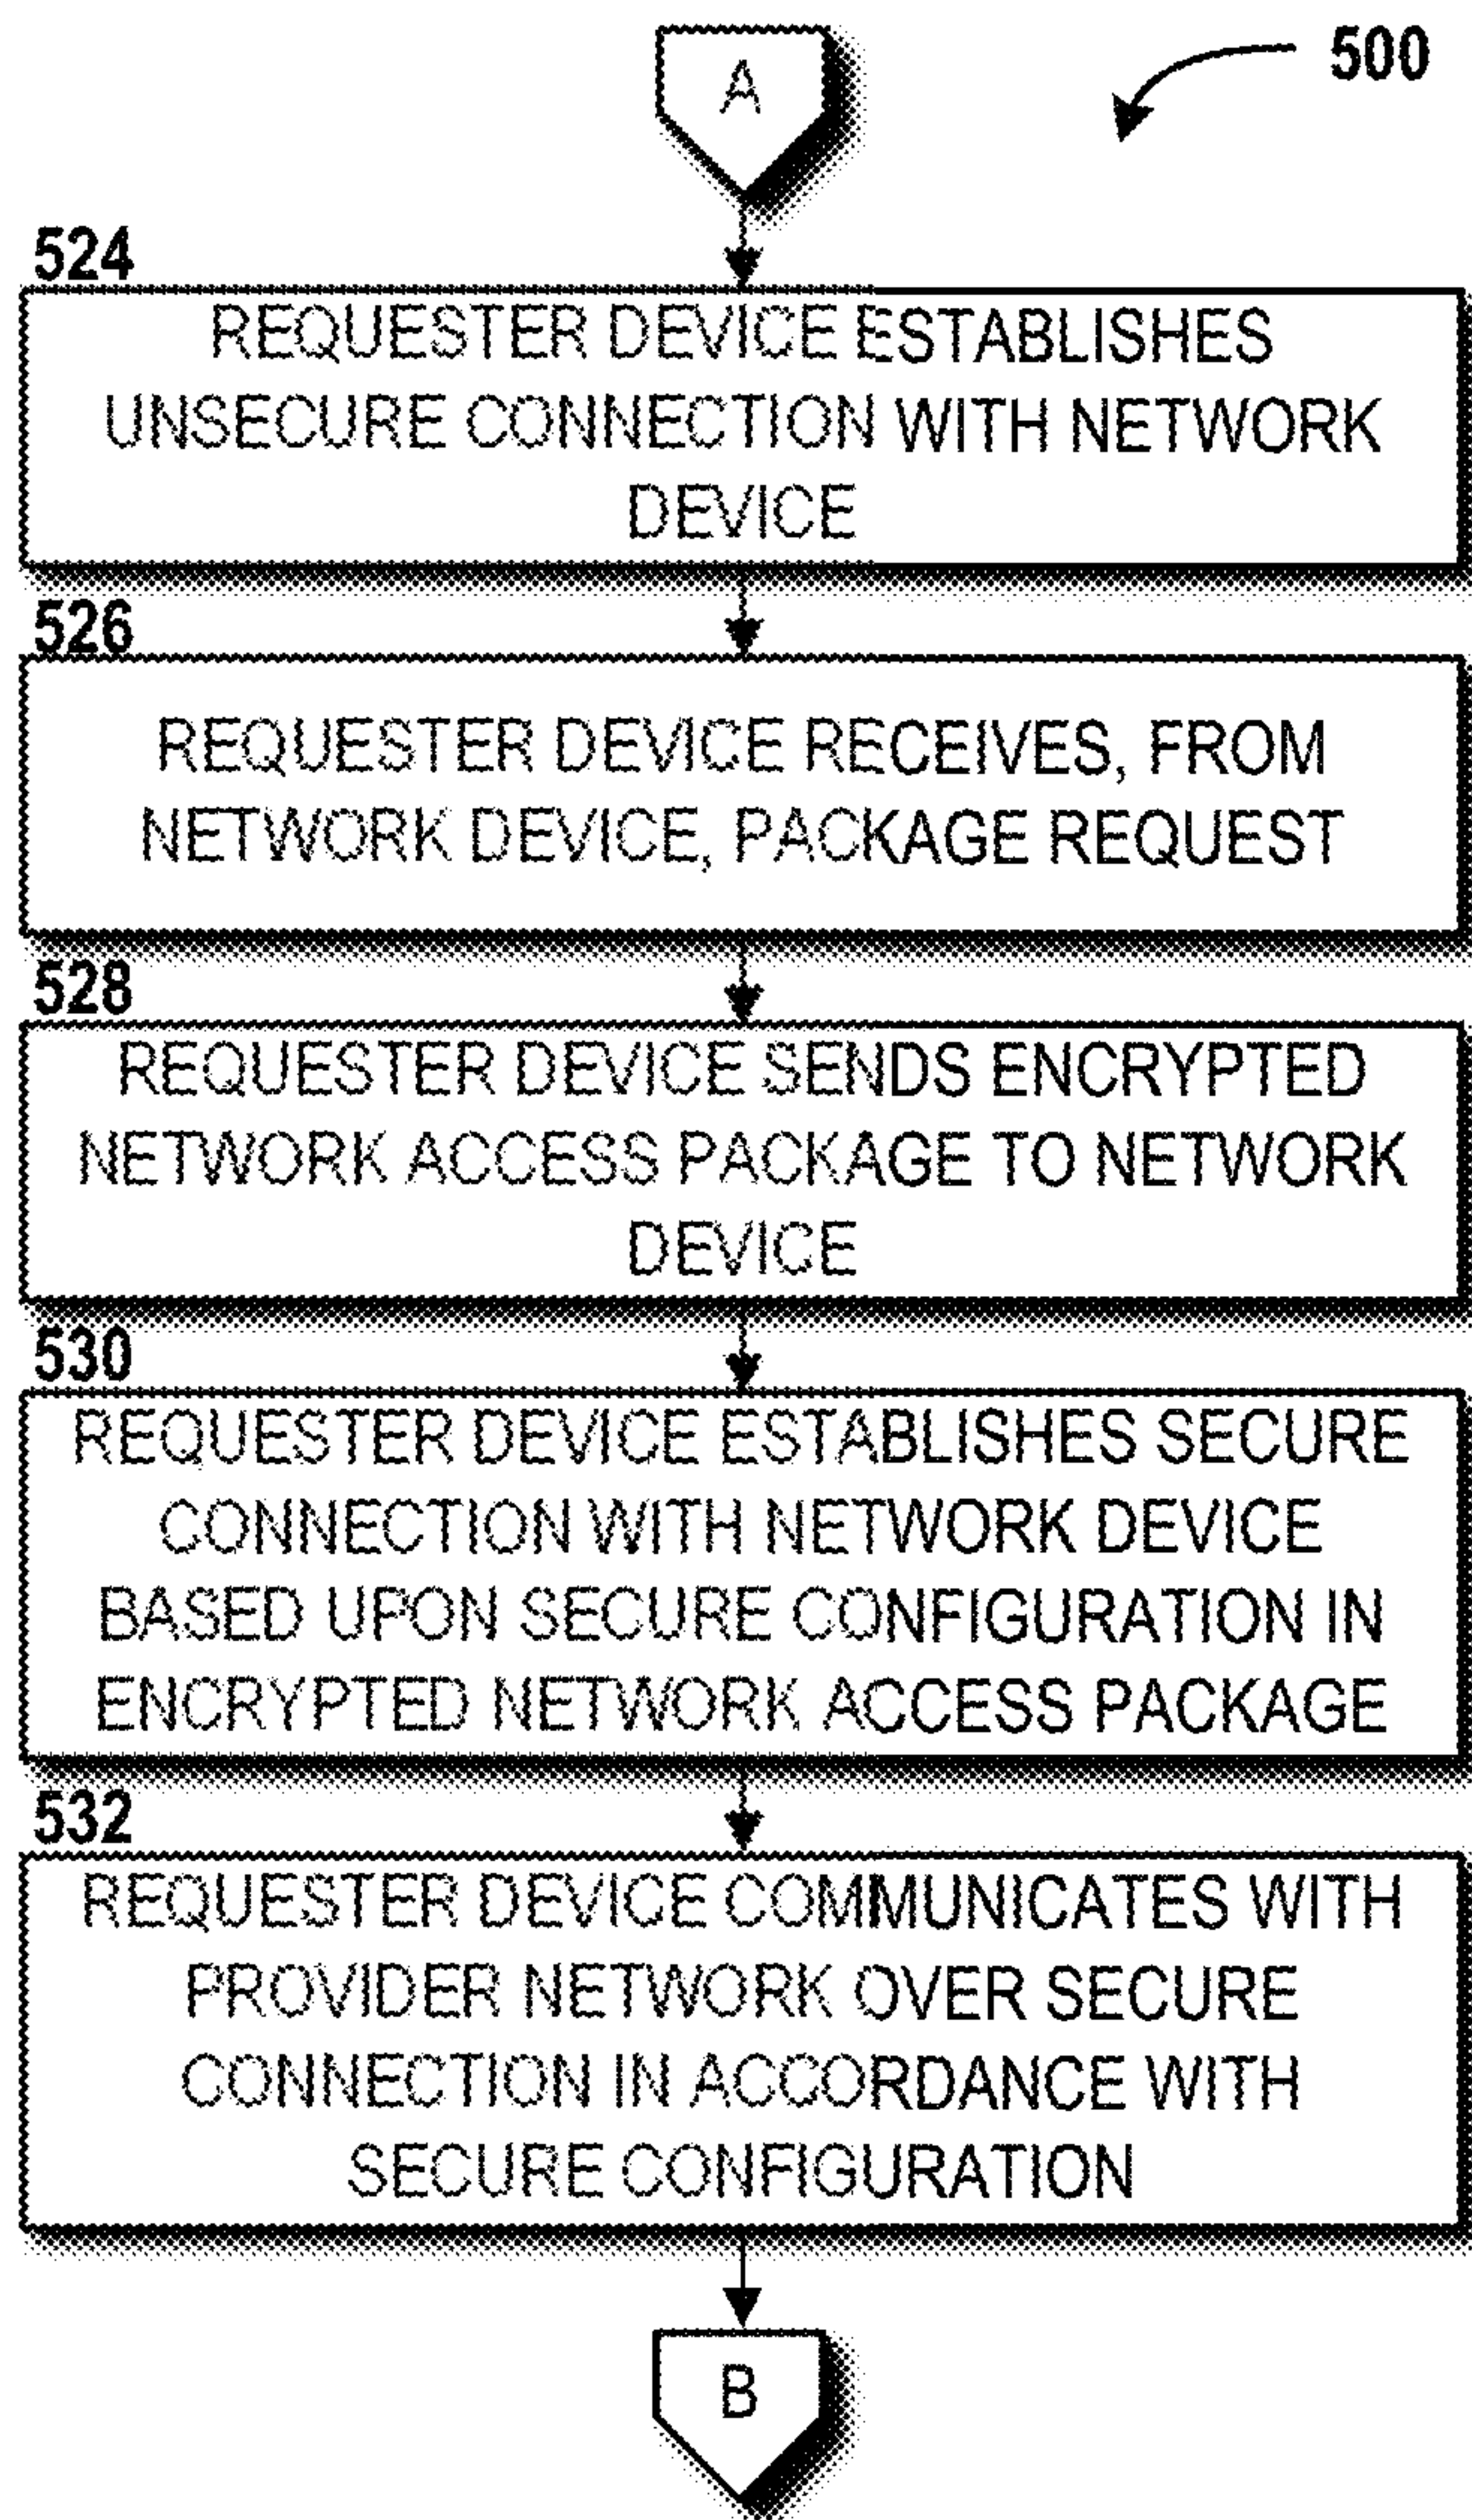 A
500
524
REQUESTER DEVICE ESTABLISHES
UNSECURE CONNECTION WITH NETWORK
DEVICE
526
REQUESTER DEVICE RECEIVES, FROM
NETWORK DEVICE, PACKAGE REQUEST
528
REQUESTER DEVICE SENDS ENCRYPTED
NETWORK ACCESS PACKAGE TO NETWORK
DEVICE
530
REQUESTER DEVICE ESTABLISHES SECURE
CONNECTION WITH NETWORK DEVICE
BASED UPON SECURE CONFIGURATION IN
ENCRYPTED NETWORK ACCESS PACKAGE
532
REQUESTER DEVICE COMMUNICATES WITH
PROVIDER NETWORK OVER SECURE
CONNECTION IN ACCORDANCE WITH
SECURE CONFIGURATION
B